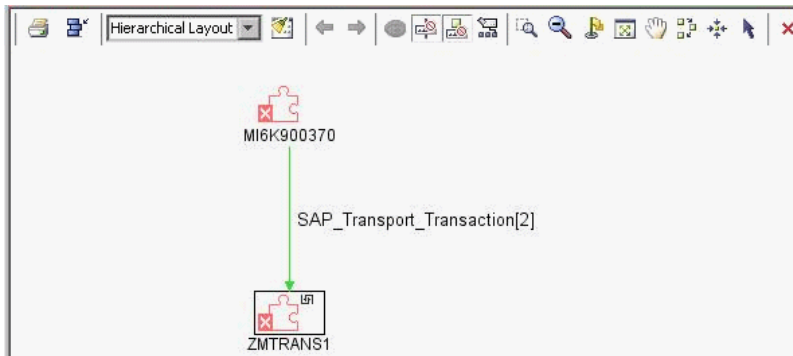 Hierarchical Layout
MI6K900370
SAP_Transport_Transaction[2]
ZMTRANS1